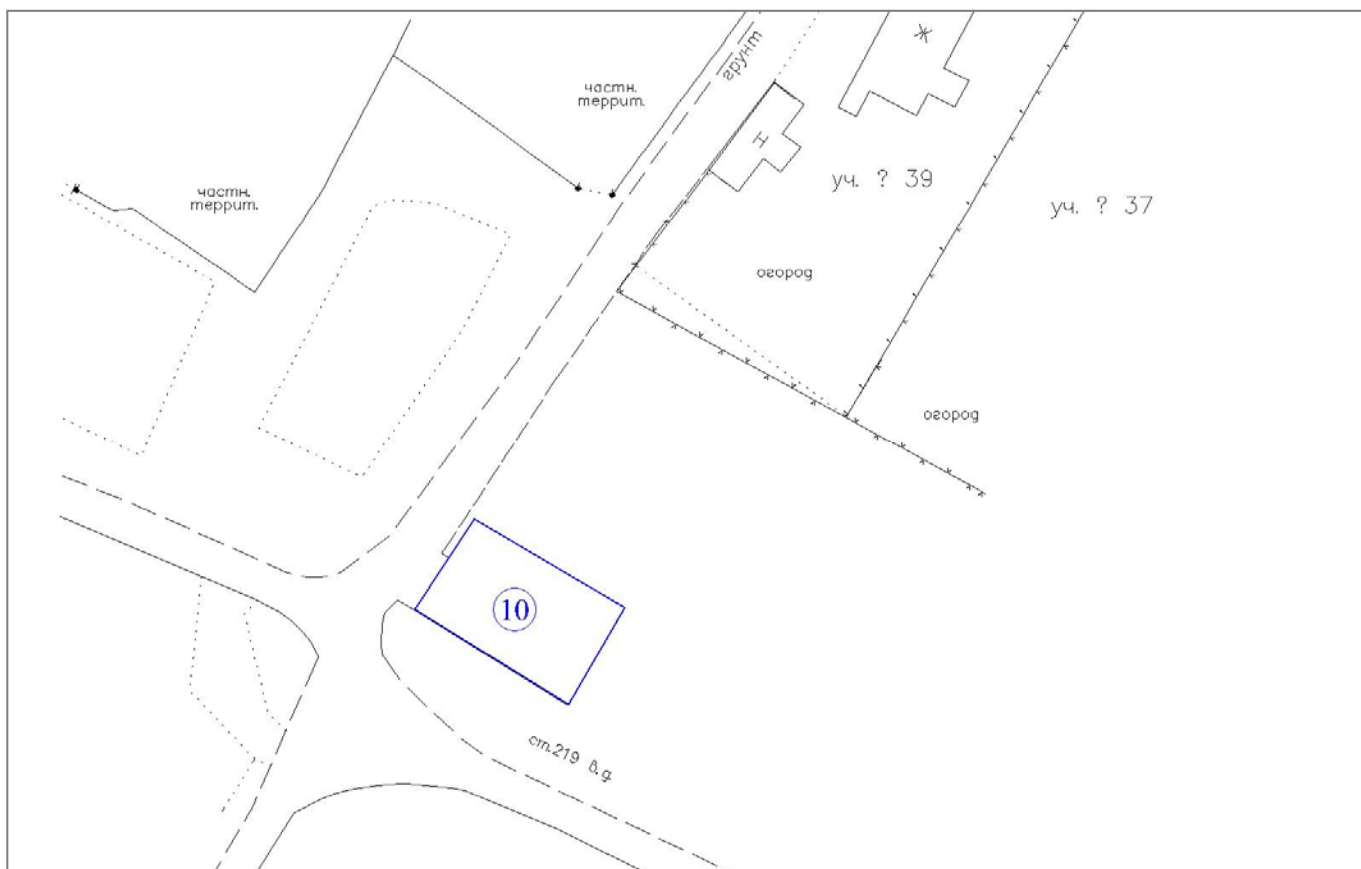 грунт
Ж
частн.
террит.
Н
частн.
террит.
уч. ? 39
уч. ? 37
огород
огород
10
ст.219 в.д